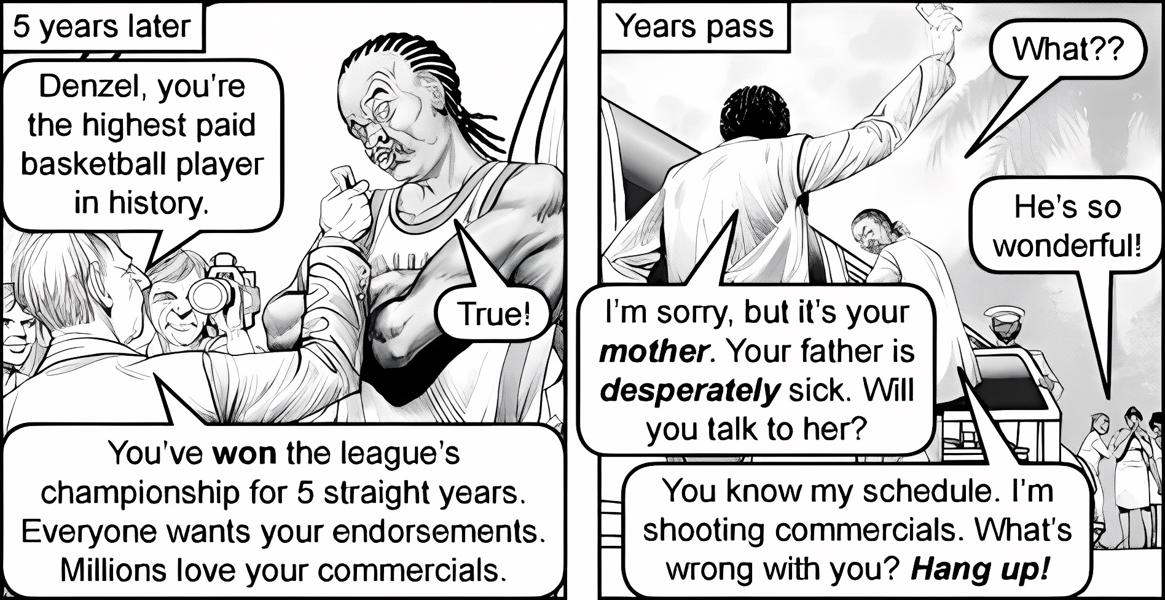 5 years later
Denzel, you're
the highest paid
basketball player
in history.
True!
You've won the league's
championship for 5 straight years.
Everyone wants your endorsements.
Millions love your commercials.
Years pass
What??
He's so
wonderful!
I'm sorry, but it's your
mother. Your father is
desperately sick. Will
you talk to her?
You know my schedule. I'm
shooting commercials. What's
wrong with you? Hang up!